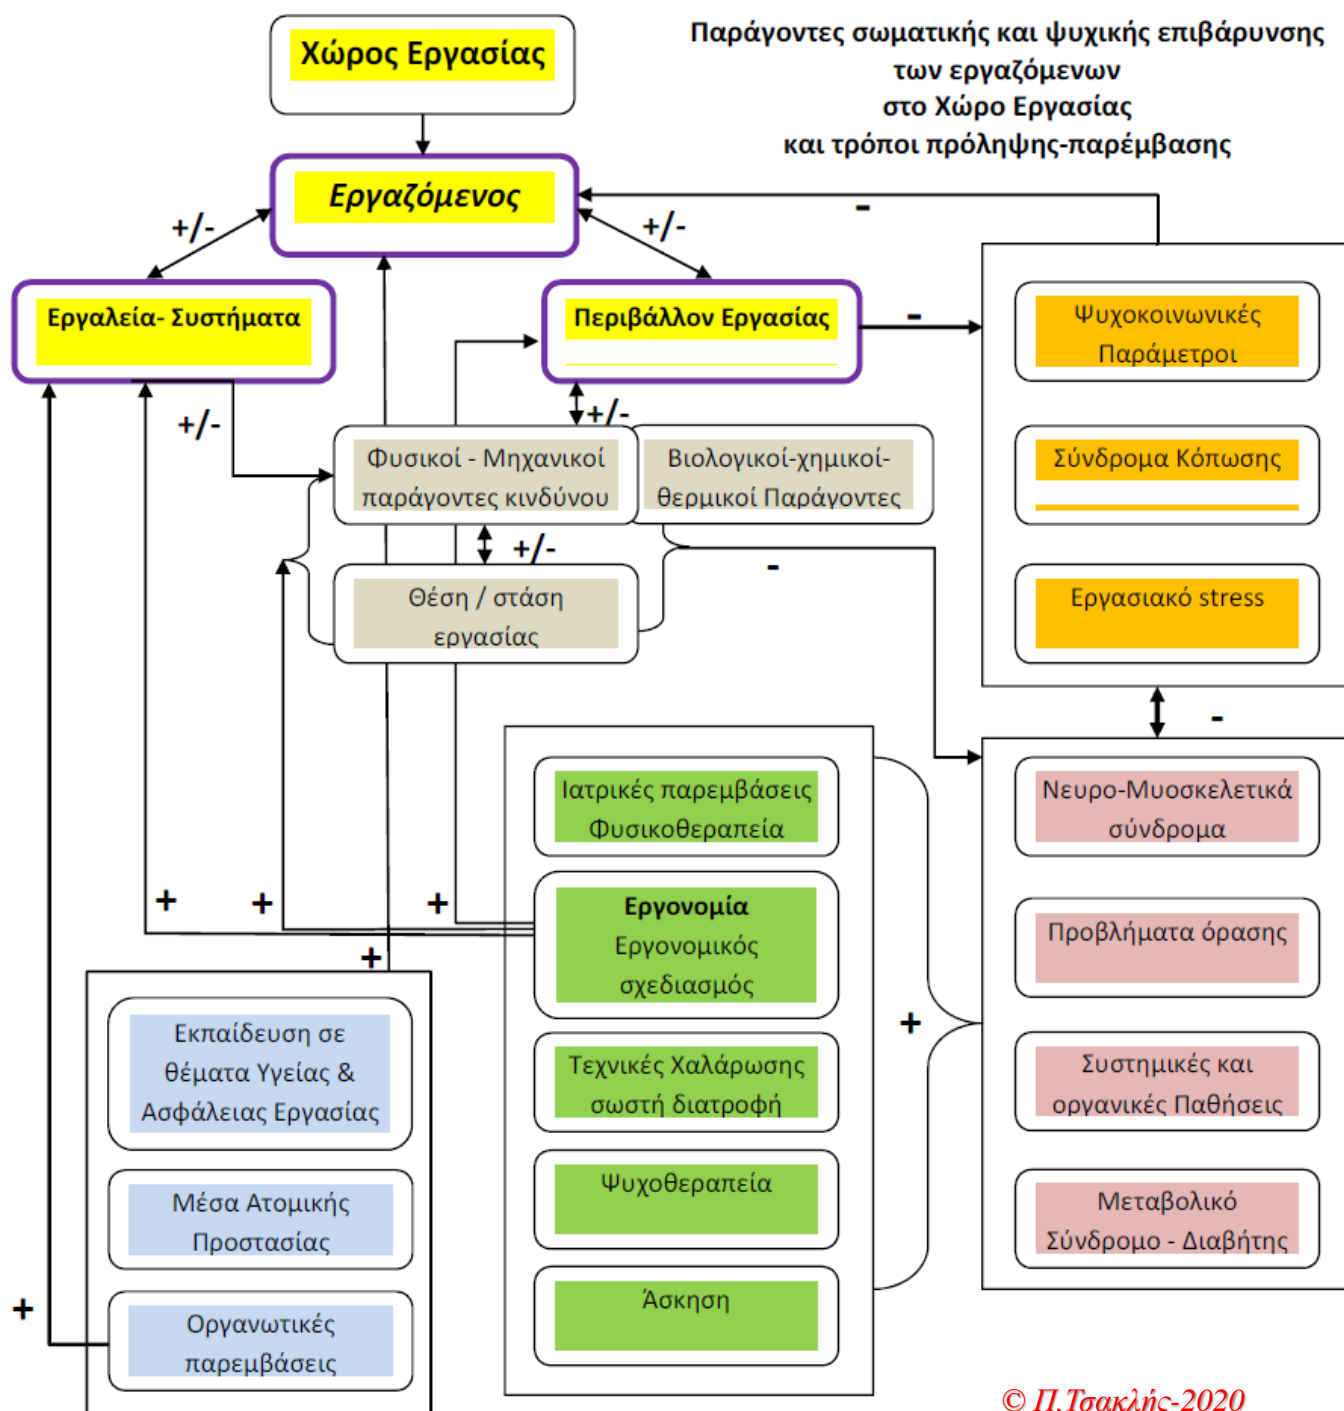 Παράγοντες σωματικής και ψυχικής επιβάρυνσης
των εργαζόμενων
στο Χώρο Εργασίας
και τρόποι πρόληψης-παρέμβασης
Χώρος Εργασίας
Εργαζόμενος
+/-
+/-
-
Εργαλεία- Συστήματα
Περιβάλλον Εργασίας
-
Ψυχοκοινωνικές
Παράμετροι
+/-
+/-
Φυσικοί - Μηχανικοί
παράγοντες κινδύνου
Βιολογικοί-χημικοί-
θερμικοί Παράγοντες
Σύνδρομα Κόπωσης
+/-
-
Θέση / στάση
εργασίας
Εργασιακό stress
-
Ιατρικές παρεμβάσεις
Φυσικοθεραπεία
Νευρο-Μυοσκελετικά
σύνδρομα
+
+
+
Εργονομία
Εργονομικός
σχεδιασμός
Προβλήματα όρασης
+
+
Εκπαίδευση σε
θέματα Υγείας &
Ασφάλειας Εργασίας
Τεχνικές Χαλάρωσης
σωστή διατροφή
Συστημικές και
οργανικές Παθήσεις
Μέσα Ατομικής
Προστασίας
Ψυχοθεραπεία
Μεταβολικό
Σύνδρομο - Διαβήτης
+
Οργανωτικές
παρεμβάσεις
Άσκηση
© Π.Τσακλής-2020